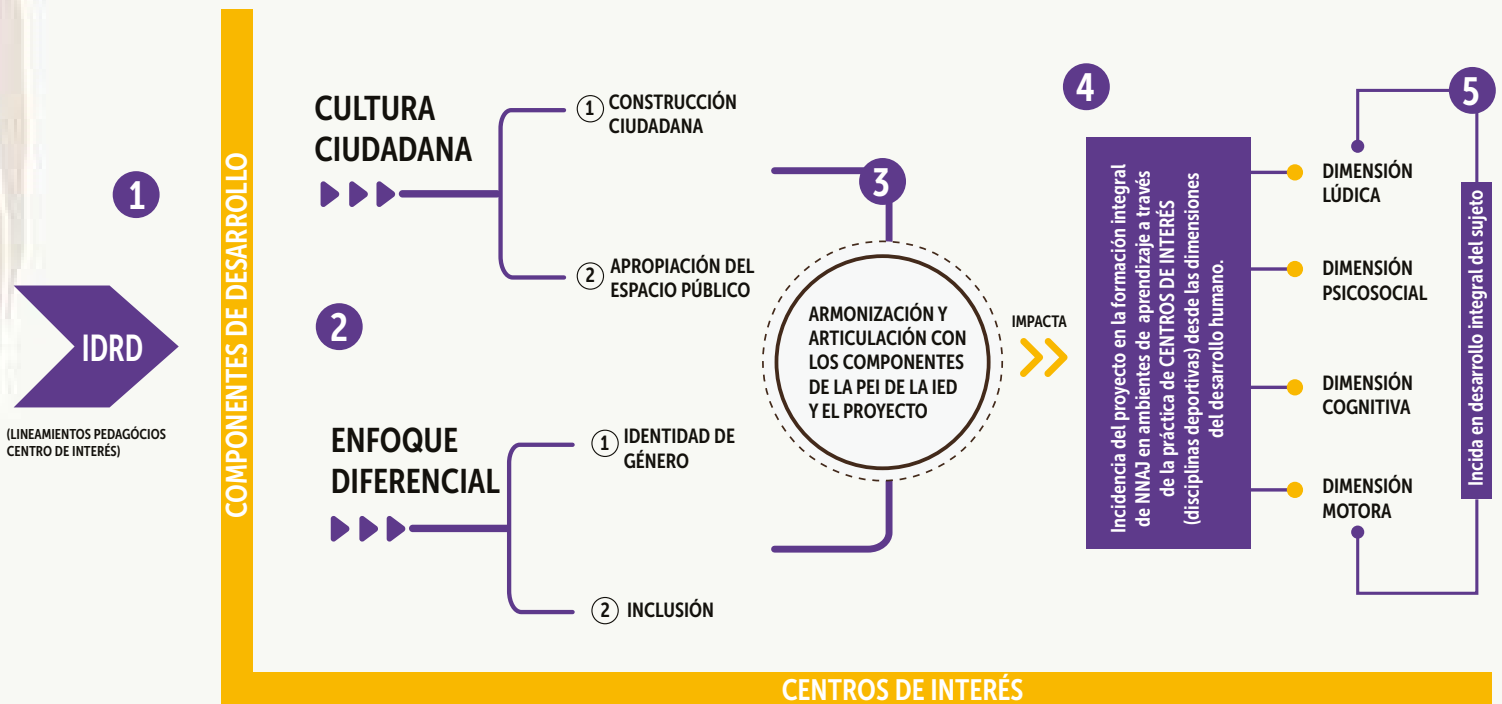 1
IDRD
(LINEAMIENTOS PEDAGÓCIOS
CENTRO DE INTERÉS)
COMPONENTES DE DESARROLLO
2
CULTURA
CIUDADANA
1 CONSTRUCCIÓN
CIUDADANA
2 APROPIACIÓN DEL
ESPACIO PÚBLICO
ENFOQUE
DIFERENCIAL
1 IDENTIDAD DE
GÉNERO
2 INCLUSIÓN
3
ARMONIZACIÓN Y
ARTICULACIÓN CON
LOS COMPONENTES
DE LA PEI DE LA IED
Y EL PROYECTO
IMPACTA
4
Incidencia del proyecto en la formación integral
de NNAJ en ambientes de aprendizaje a través
de la práctica de CENTROS DE INTERÉS
(disciplinas deportivas) desde las dimensiones
del desarrollo humano.
DIMENSIÓN
LÚDICA
DIMENSIÓN
PSICOSOCIAL
DIMENSIÓN
COGNITIVA
DIMENSIÓN
MOTORA
5
Incida en desarrollo integral del sujeto
CENTROS DE INTERÉS